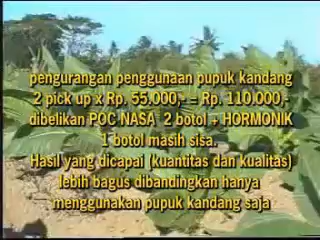 pengurangan penggunaan pupuk kandang
2 pick up x Rp. 55.000,- = Rp. 110.000,-
dibelikan POC NASA 2 botol + HORMONIK
1 botol masih sisa.
Hasil yang dicapai (kuantitas dan kualitas)
lebih bagus dibandingkan hanya
menggunakan pupuk kandang saja